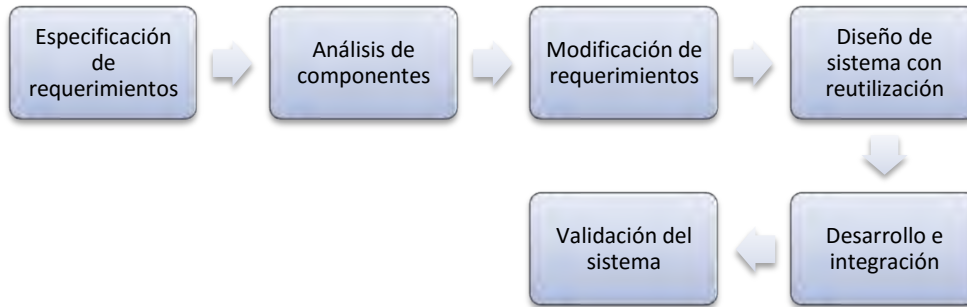 Especificación
de
requerimientos
Análisis de
componentes
Modificación de
requerimientos
Diseño de
sistema con
reutilización
Desarrollo e
integración
Validación del
sistema